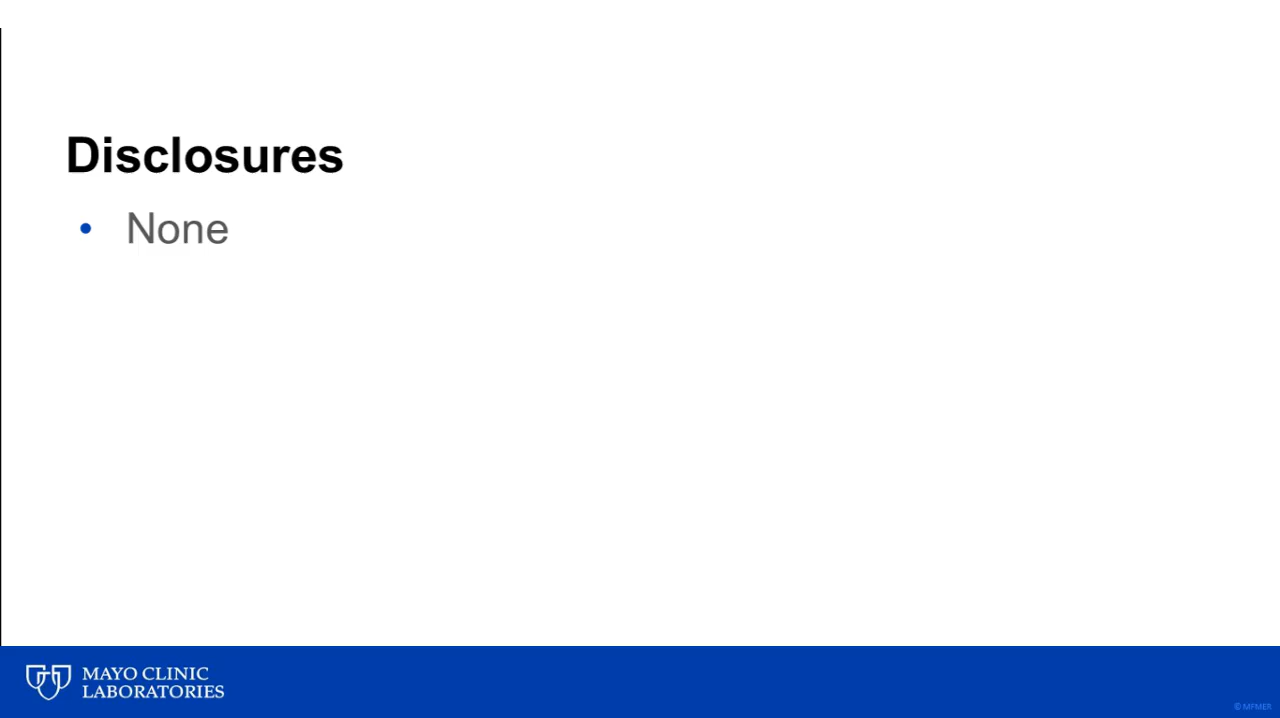 Disclosures
• None
MAYO CLINIC
LABORATORIES
© MFMER